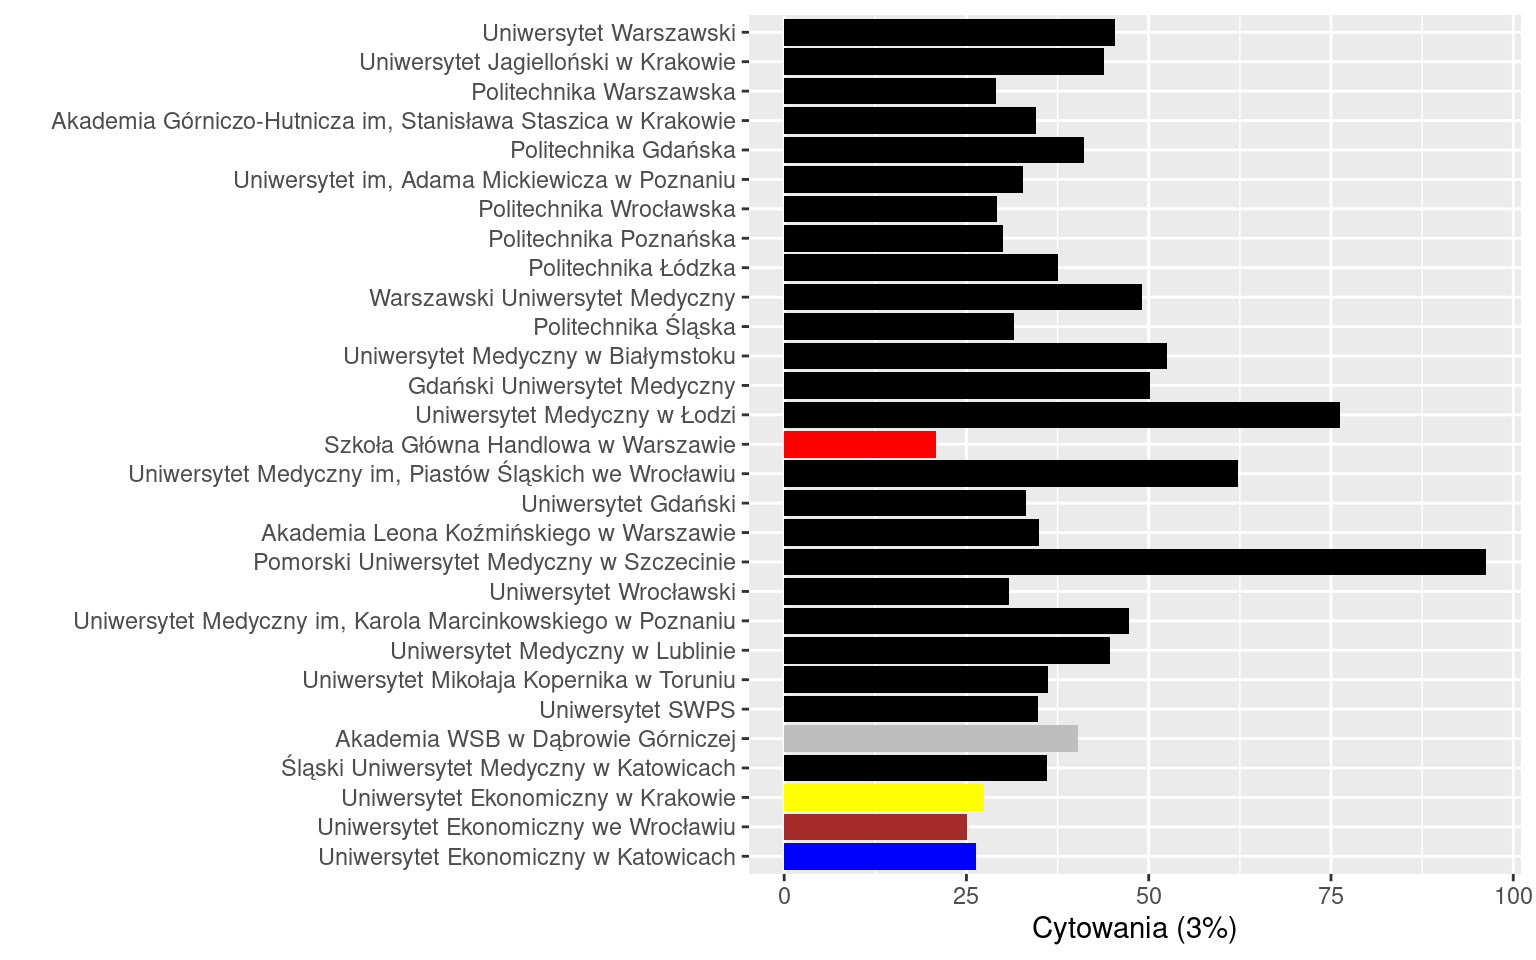 Uniwersytet Warszawski
Uniwersytet Jagielloński w Krakowie
Politechnika Warszawska
Akademia Górniczo-Hutnicza im, Stanisława Staszica w Krakowie
Politechnika Gdańska
Uniwersytet im, Adama Mickiewicza w Poznaniu
Politechnika Wrocławska
Politechnika Poznańska
Politechnika Łódzka
Warszawski Uniwersytet Medyczny
Politechnika Śląska
Uniwersytet Medyczny w Białymstoku
Gdański Uniwersytet Medyczny
Uniwersytet Medyczny w Łodzi
Szkoła Główna Handlowa w Warszawie
Uniwersytet Medyczny im, Piastów Śląskich we Wrocławiu
Uniwersytet Gdański
Akademia Leona Koźmińskiego w Warszawie
Pomorski Uniwersytet Medyczny w Szczecinie
Uniwersytet Wrocławski
Uniwersytet Medyczny im, Karola Marcinkowskiego w Poznaniu
Uniwersytet Medyczny w Lublinie
Uniwersytet Mikołaja Kopernika w Toruniu
Uniwersytet SWPS
Akademia WSB w Dąbrowie Górniczej
Śląski Uniwersytet Medyczny w Katowicach
Uniwersytet Ekonomiczny w Krakowie
Uniwersytet Ekonomiczny we Wrocławiu
Uniwersytet Ekonomiczny w Katowicach
0 25 50 75 100
Cytowania (3%)